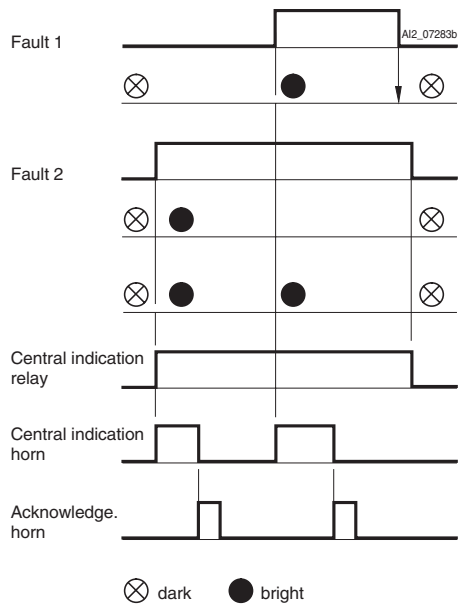 Fault 1
AI2_07283b
Fault 2
Central indication
relay
Central indication
horn
Acknowledge.
horn
dark bright